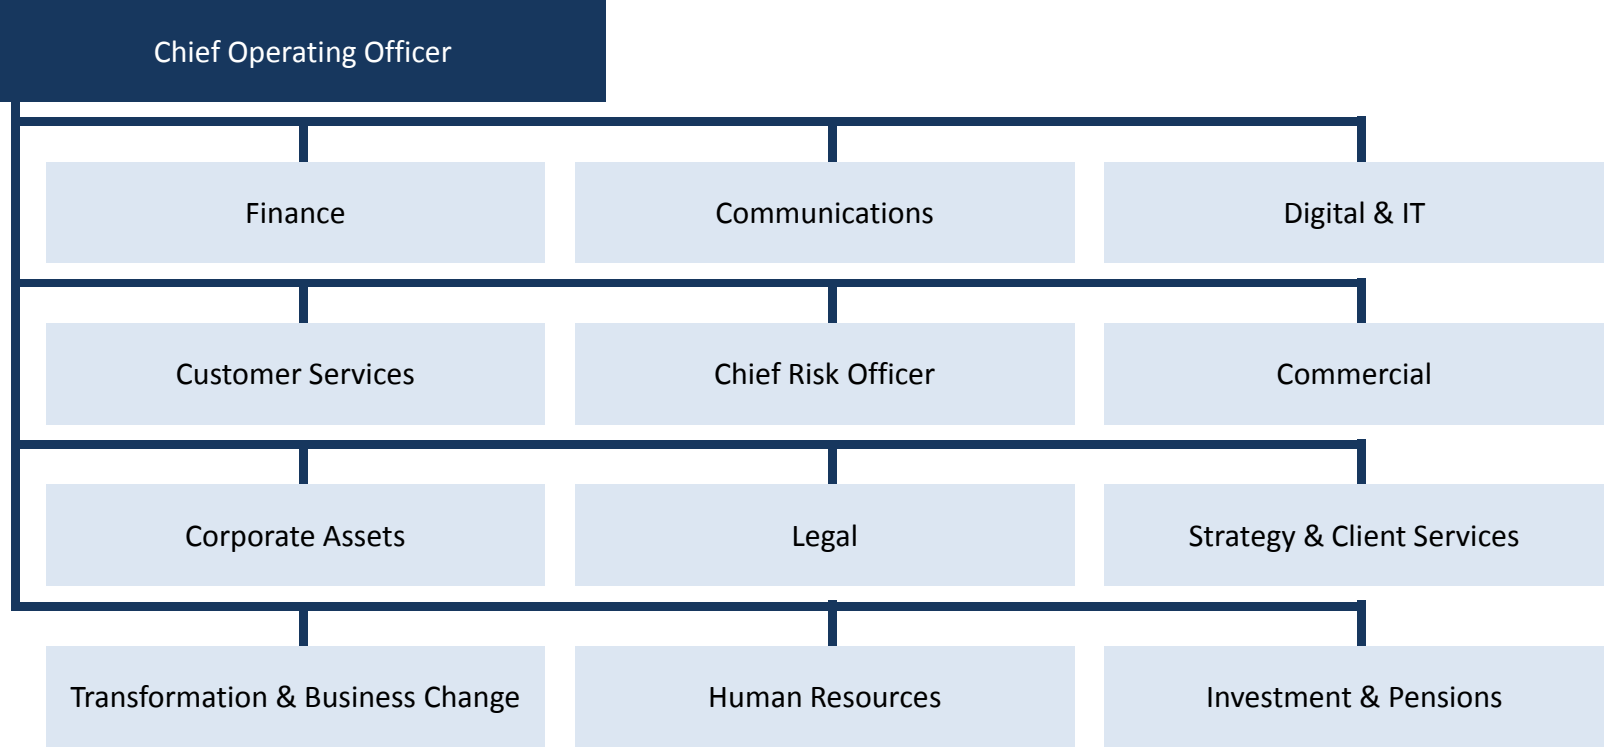 Chief Operating Officer
Finance
Communications
Digital & IT
Customer Services
Chief Risk Officer
Commercial
Corporate Assets
Legal
Strategy & Client Services
Transformation & Business Change
Human Resources
Investment & Pensions